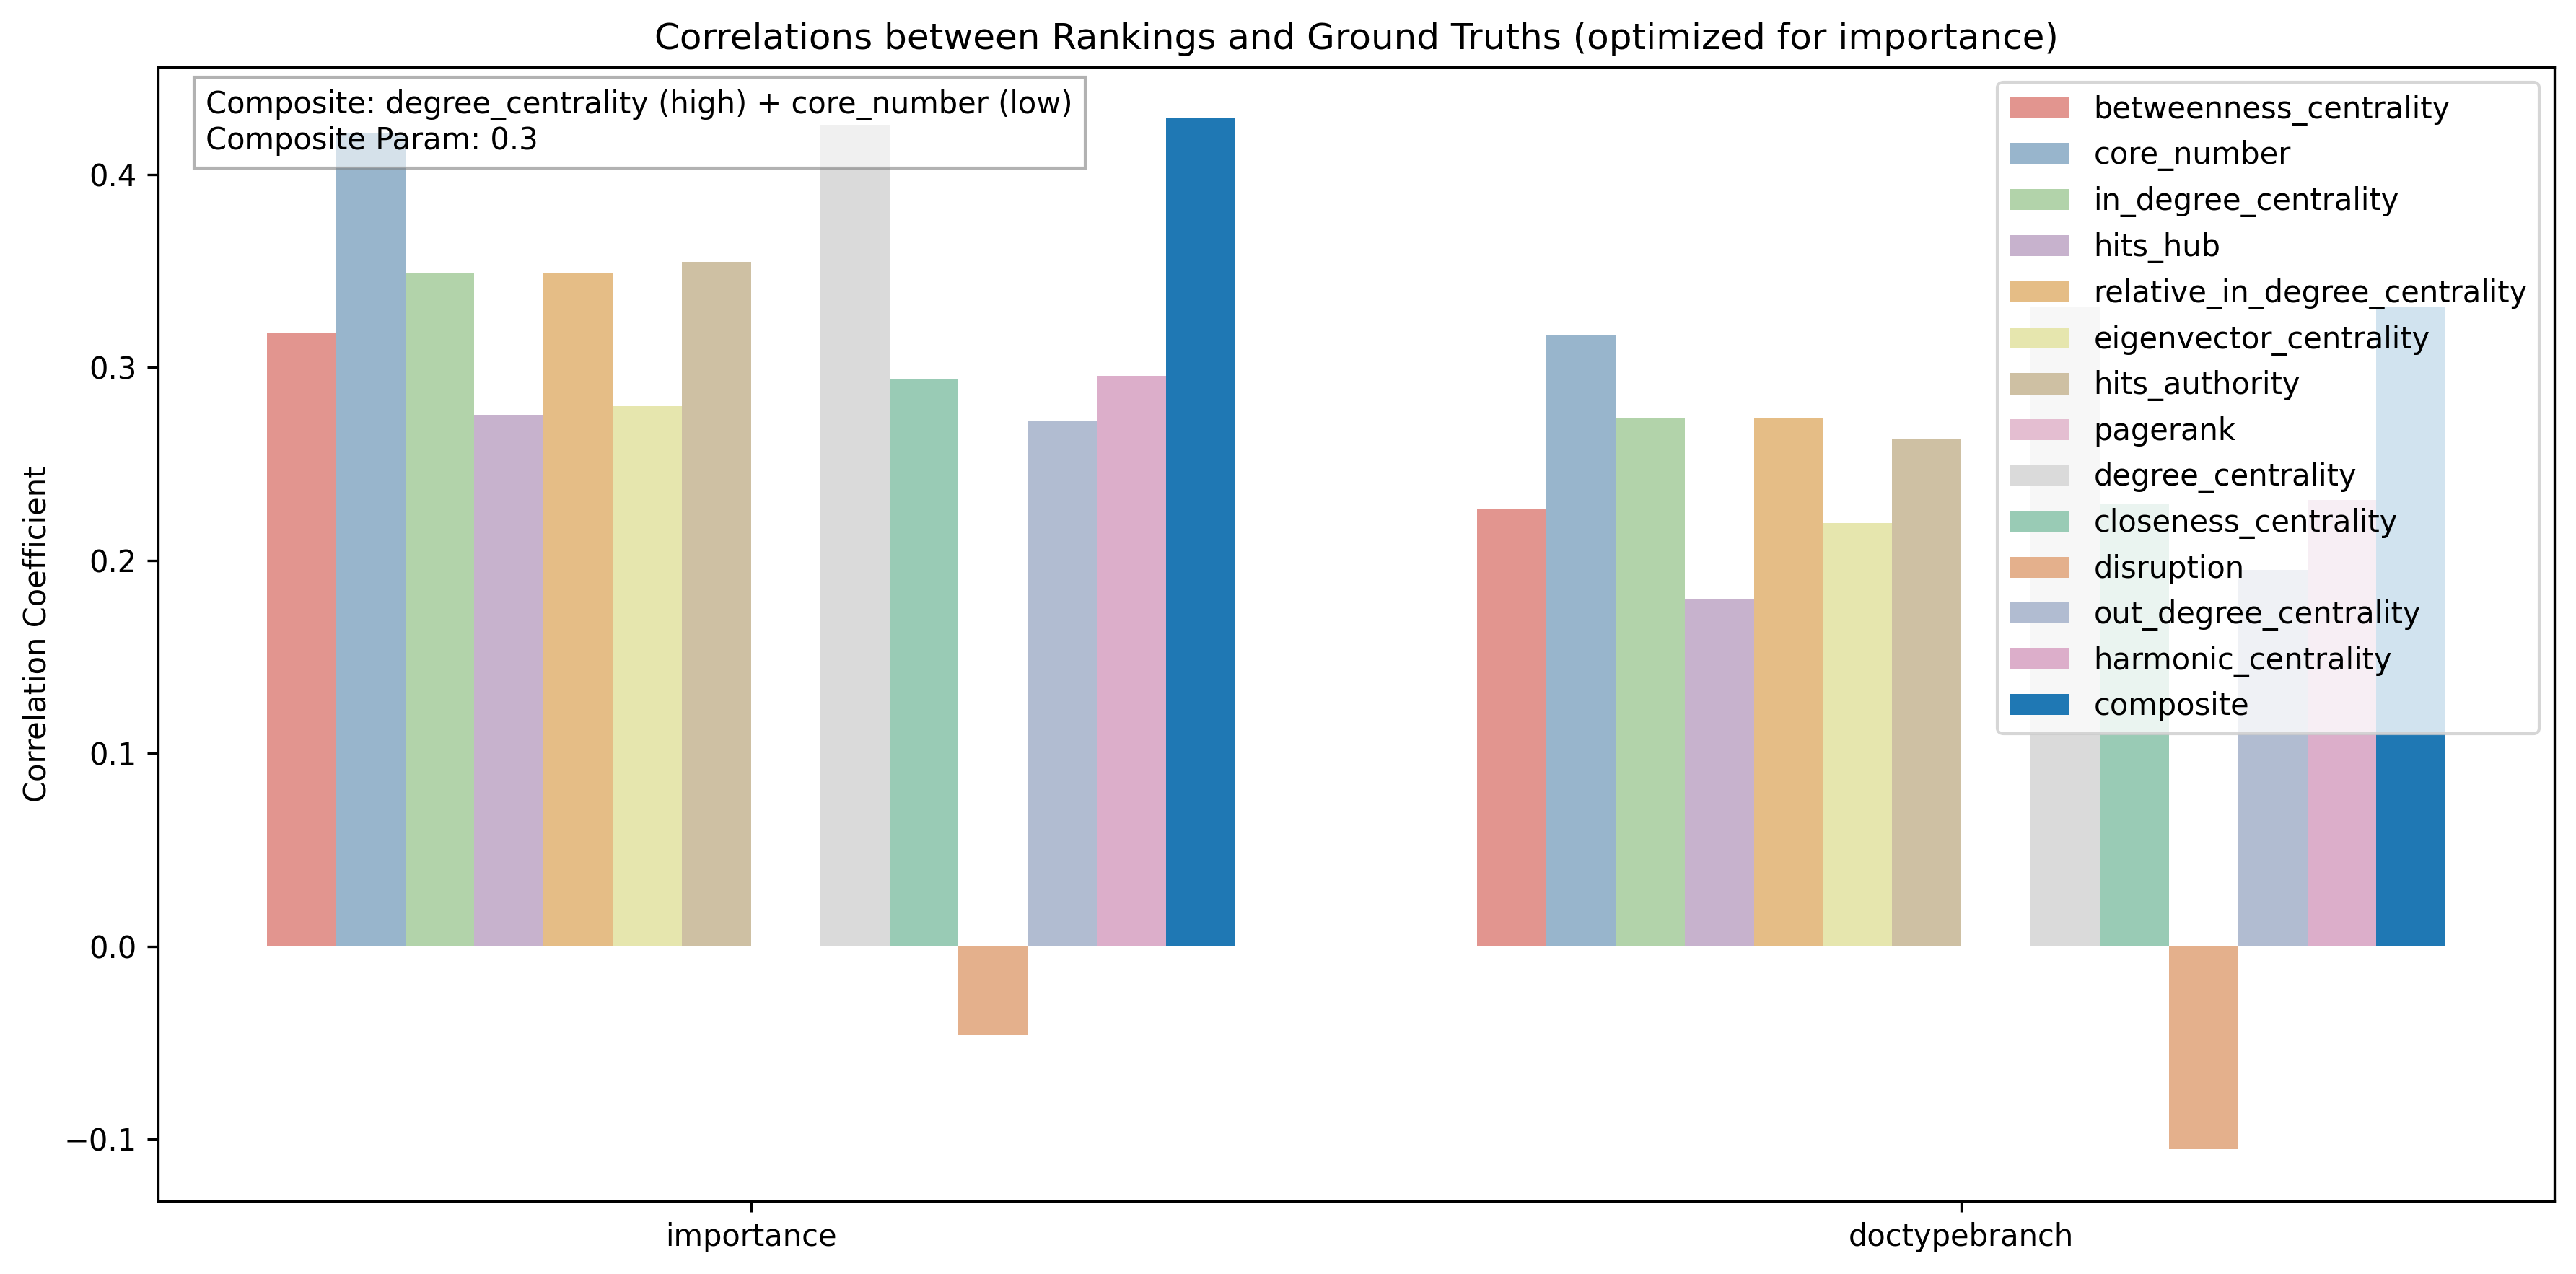 Correlations between Rankings and Ground Truths (optimized for importance)
Composite: degree_centrality (high) + core_number (low)
Composite Param: 0.3
betweenness_centrality
core_number
in_degree_centrality
hits_hub
relative_in_degree_centrality
eigenvector_centrality
hits_authority
pagerank
degree_centrality
closeness_centrality
disruption
out_degree_centrality
harmonic_centrality
composite
Correlation Coefficient
0.4
0.3
0.2
0.1
0.0
−0.1
importance
doctypebranch